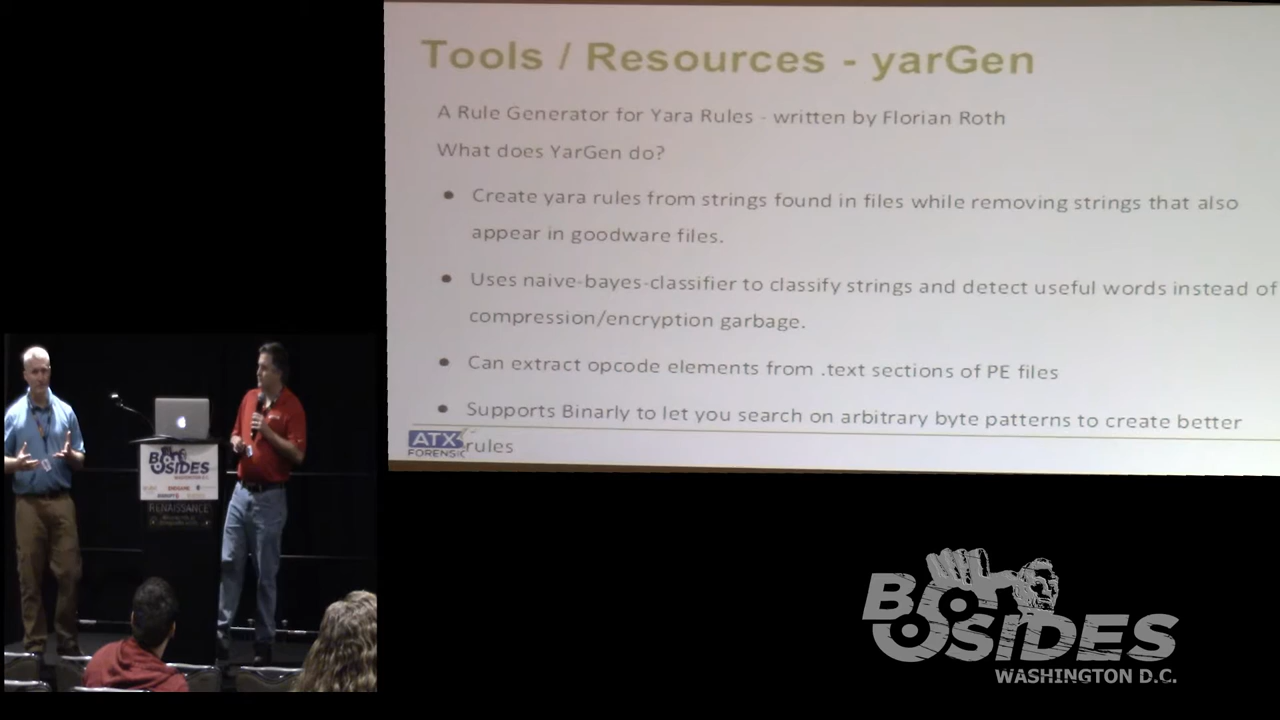 Tools / Resources - yarGen
A Rule Generator for Yara Rules - written by Florian Roth
What does YarGen do?
Create yara rules from strings found in files while removing strings that also
appear in goodware files.
Uses naive-bayes-classifier to classify strings and detect useful words instead of
compression/encryption garbage.
Can extract opcode elements from .text sections of PE files
Supports Binarly to let you search on arbitrary byte patterns to create better
rules
ATX
FORENSIC
BSIDES
WASHINGTON D.C.
RENAISSANCE
BSIDES
WASHINGTON D.C.